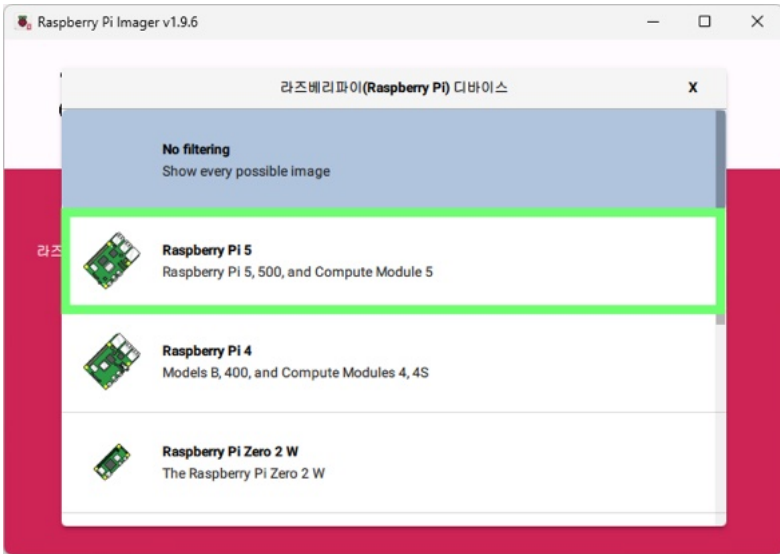 Raspberry Pi Imager v1.9.6
라즈베리파이(Raspberry Pi) 디바이스
X
No filtering
Show every possible image
라즈
Raspberry Pi 5
Raspberry Pi 5, 500, and Compute Module 5
Raspberry Pi 4
Models B, 400, and Compute Modules 4, 4S
Raspberry Pi Zero 2 W
The Raspberry Pi Zero 2 W